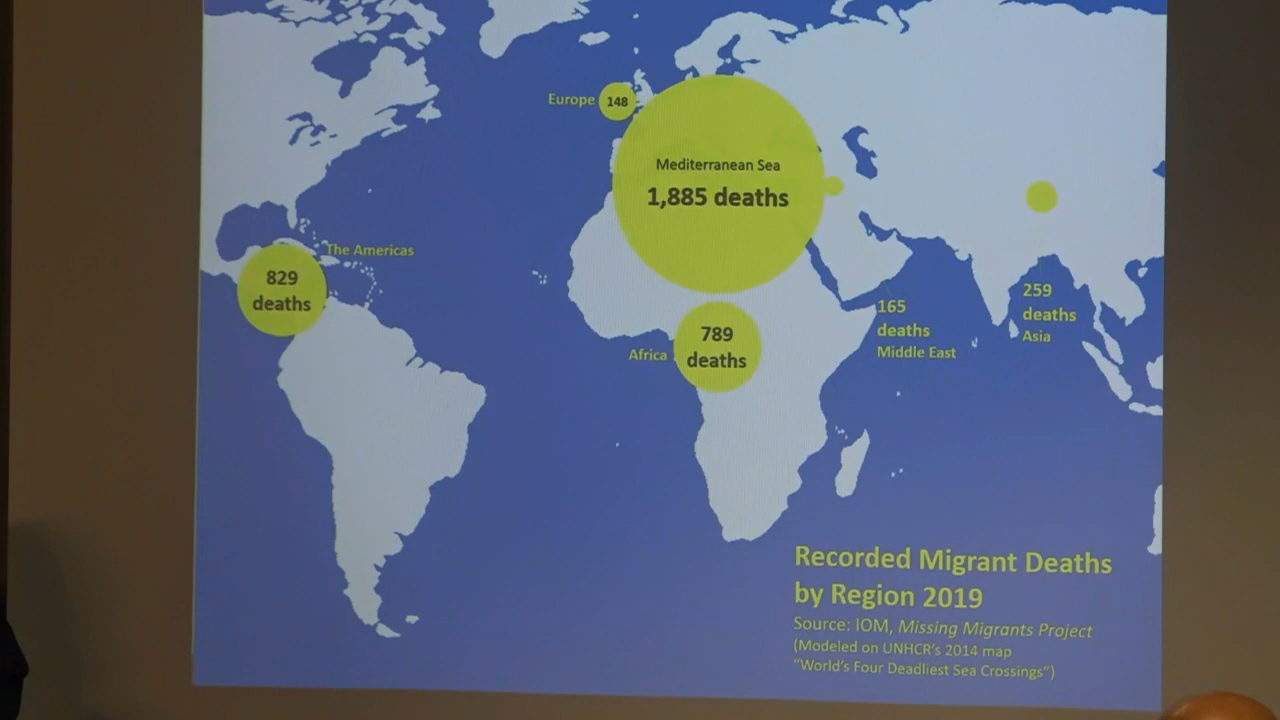 Europe
148
Mediterranean Sea
1,885 deaths
The Americas
829
deaths
789
deaths
Africa
165
deaths
Middle East
259
deaths
Asia
Recorded Migrant Deaths
by Region 2019
Source: IOM, Missing Migrants Project
(Modeled on UNHCR's 2014 map
"World's Four Deadliest Sea Crossings")